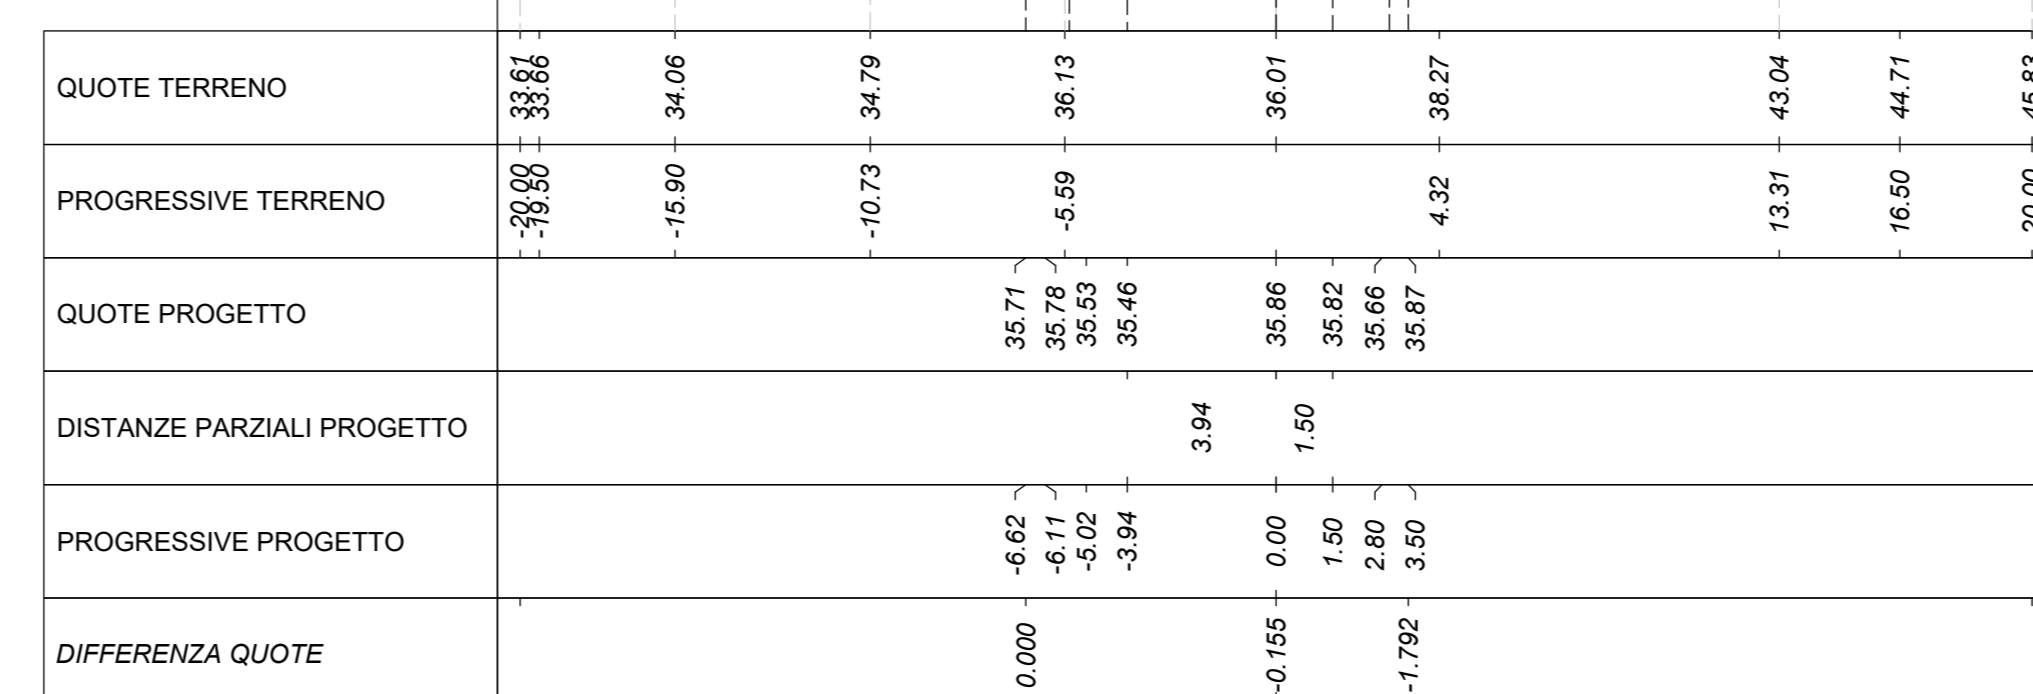 QUOTE TERRENO 33.61 33.66 34.06 34.79 36.13 36.01 38.27 43.04 44.71 45.83
PROGRESSIVE TERRENO -20.00 -19.50 -15.90 -10.73 -5.59 4.32 13.31 16.50 20.00
QUOTE PROGETTO 35.71 35.78 35.53 35.46 35.86 35.82 35.66 35.87
DISTANZE PARZIALI PROGETTO 3.94 1.50
PROGRESSIVE PROGETTO -6.62 -6.11 -5.02 -3.94 0.00 1.50 2.80 3.50
DIFFERENZA QUOTE 0.000 -0.155 -1.792